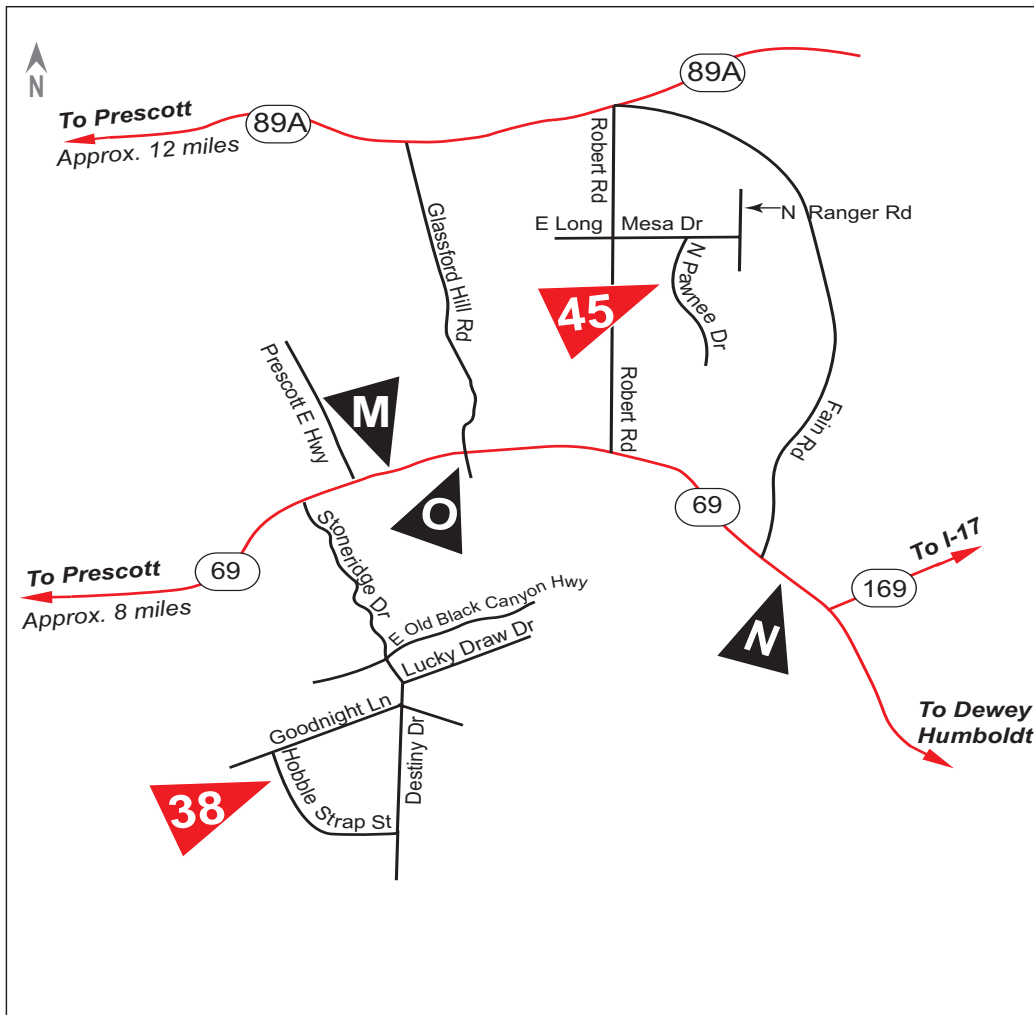 N
To Prescott
Approx. 12 miles
89A
89A
Robert Rd
Glassford Hill Rd
N Ranger Rd
E Long Mesa Dr
N Pawnee Dr
45
Prescott E Hwy
M
Robert Rd
Fain Rd
O
69
To I-17
169
To Prescott
Approx. 8 miles
69
Stoneridge Dr
E Old Black Canyon Hwy
Lucky Draw Dr
N
Goodnight Ln
Destiny Dr
To Dewey
Humboldt
Hobble Strap St
38